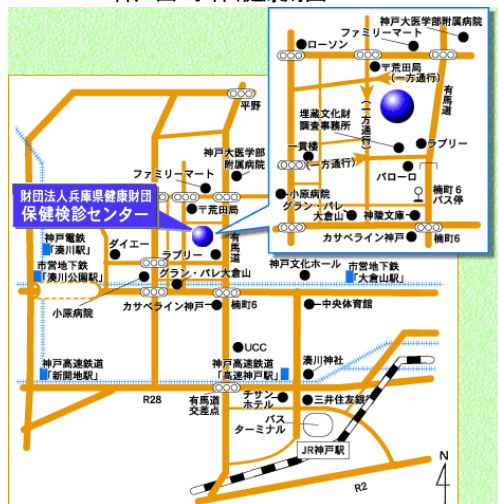 神戸大医学部
附属病院
ファミリーマート
ローソン
〒荒田局
(一方通行)
有馬道
(一方通行)
埋蔵文化財
調査事務所
一貫楼
ラブリー
(一方通行)
バローロ
小原病院
グラン・パレ
大倉山
神陵文庫
楠町6
バス停
カサベライン神戸
楠町6
平野
神戸大医学部
附属病院
ファミリーマート
〒荒田局
財団法人兵庫県健康財団
保健検診センター
有馬道
神戸電鉄
「湊川駅」
ダイエー
ラブリー
市営地下鉄
「湊川公園駅」
グラン・パレ大倉山
神戸文化ホール
市営地下鉄
「大倉山駅」
小原病院
カサベライン神戸
楠町6
中央体育館
UCC
神戸高速鉄道
「新開地駅」
神戸高速鉄道
「高速神戸駅」
湊川神社
R28
有馬道
交差点
チサン
ホテル
三井住友銀
バス
ターミナル
JR神戸駅
N
R2